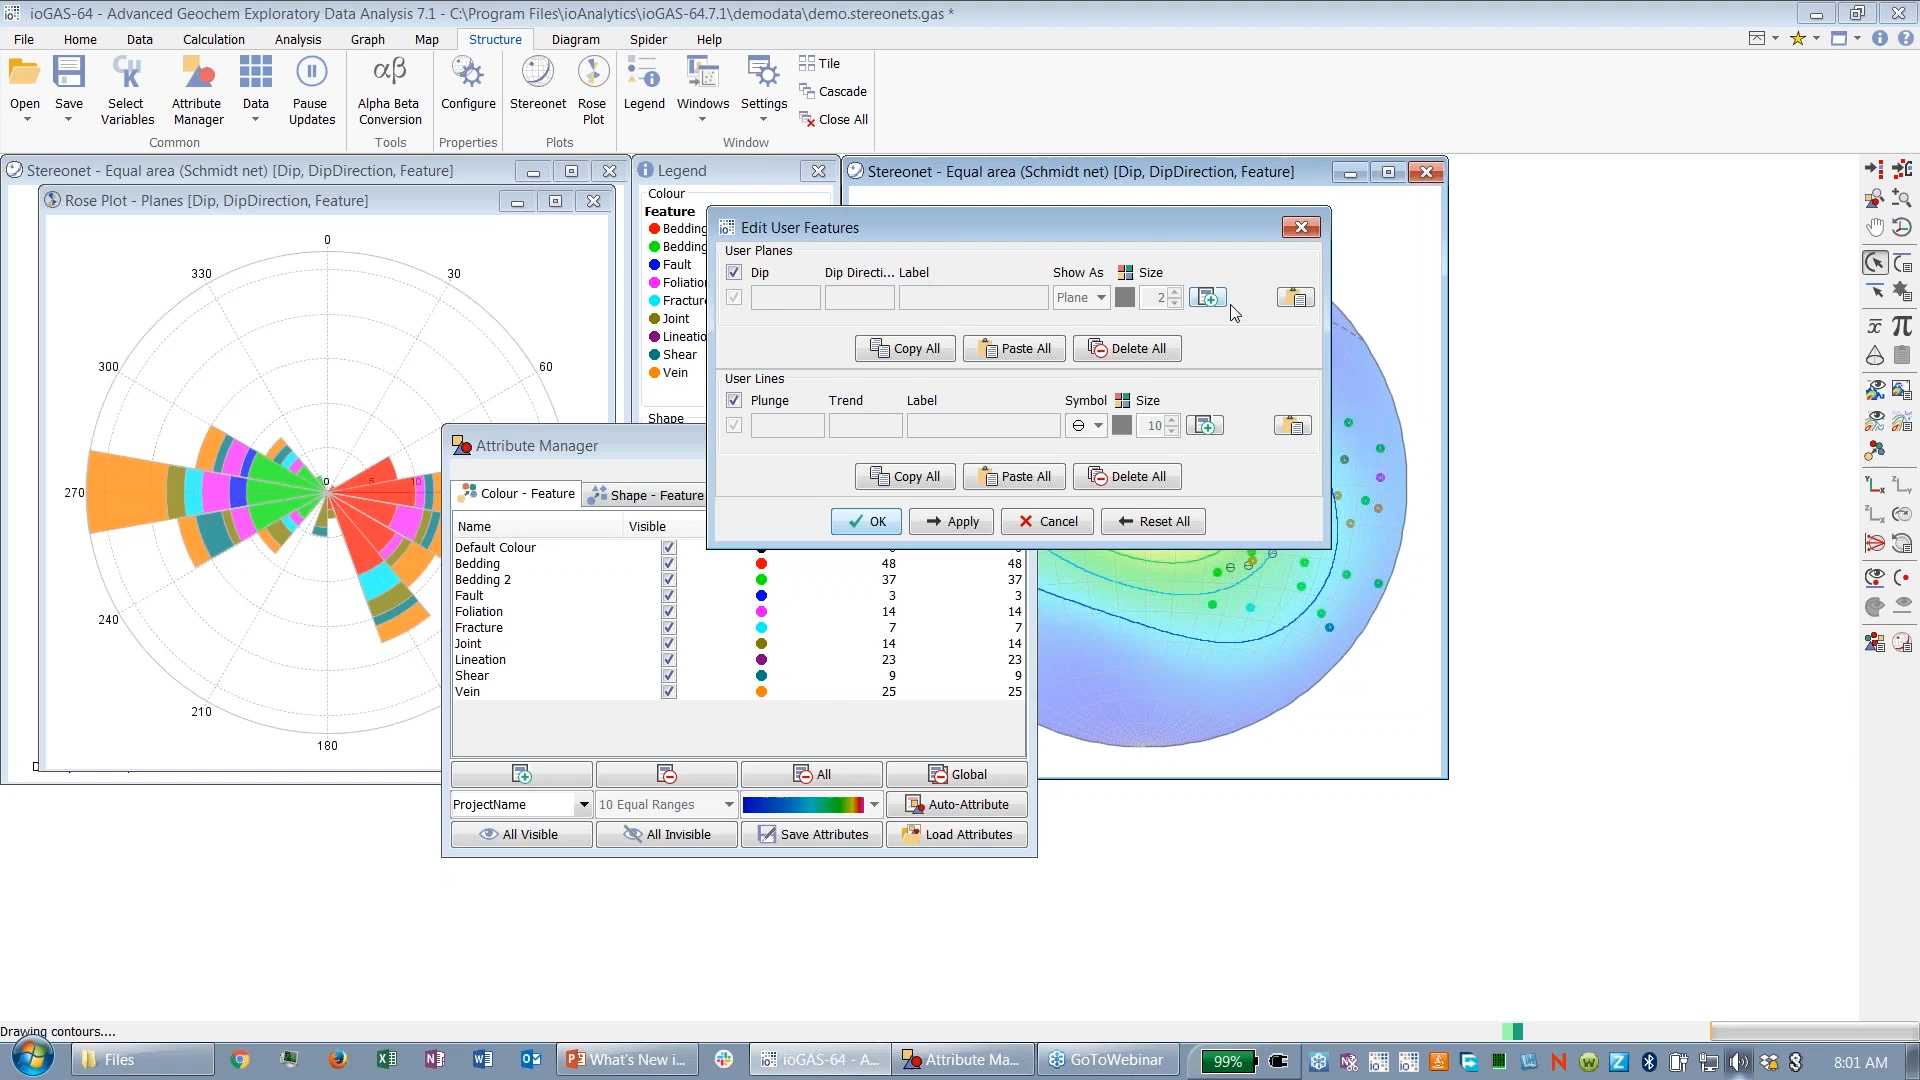 ioGAS-64 - Advanced Geochem Exploratory Data Analysis 7.1 - C:\Program Files\ioAnalytics\ioGAS-64.7.1\demodata\demo.stereonets.gas *
File Home Data Calculation Analysis Graph Map Structure Diagram Spider Help
Open Save Select Variables Attribute Manager Data Pause Updates Alpha Beta Conversion Configure Stereonet Rose Plot Legend Windows Settings
Tile
Cascade
Close All
Common Tools Properties Plots Window
Stereonet - Equal area (Schmidt net) [Dip, DipDirection, Feature]
Rose Plot - Planes [Dip, DipDirection, Feature]
0
330 30
300 60
270 0 5 10
240
210
180
Legend
Colour
Feature
Bedding
Bedding
Fault
Foliation
Fracture
Joint
Lineatio
Shear
Vein
Shape
Stereonet - Equal area (Schmidt net) [Dip, DipDirection, Feature]
Edit User Features
User Planes
Dip Dip Directi... Label Show As Size
Plane 2
Copy All Paste All Delete All
User Lines
Plunge Trend Label Symbol Size
10
Copy All Paste All Delete All
OK Apply Cancel Reset All
Attribute Manager
Colour - Feature Shape - Feature
Name Visible
Default Colour
Bedding 48 48
Bedding 2 37 37
Fault 3 3
Foliation 14 14
Fracture 7 7
Joint 14 14
Lineation 23 23
Shear 9 9
Vein 25 25
All Global
ProjectName 10 Equal Ranges Auto-Attribute
All Visible All Invisible Save Attributes Load Attributes
Drawing contours....
Files What's New i... ioGAS-64 - A... Attribute Ma... GoToWebinar 99% 8:01 AM